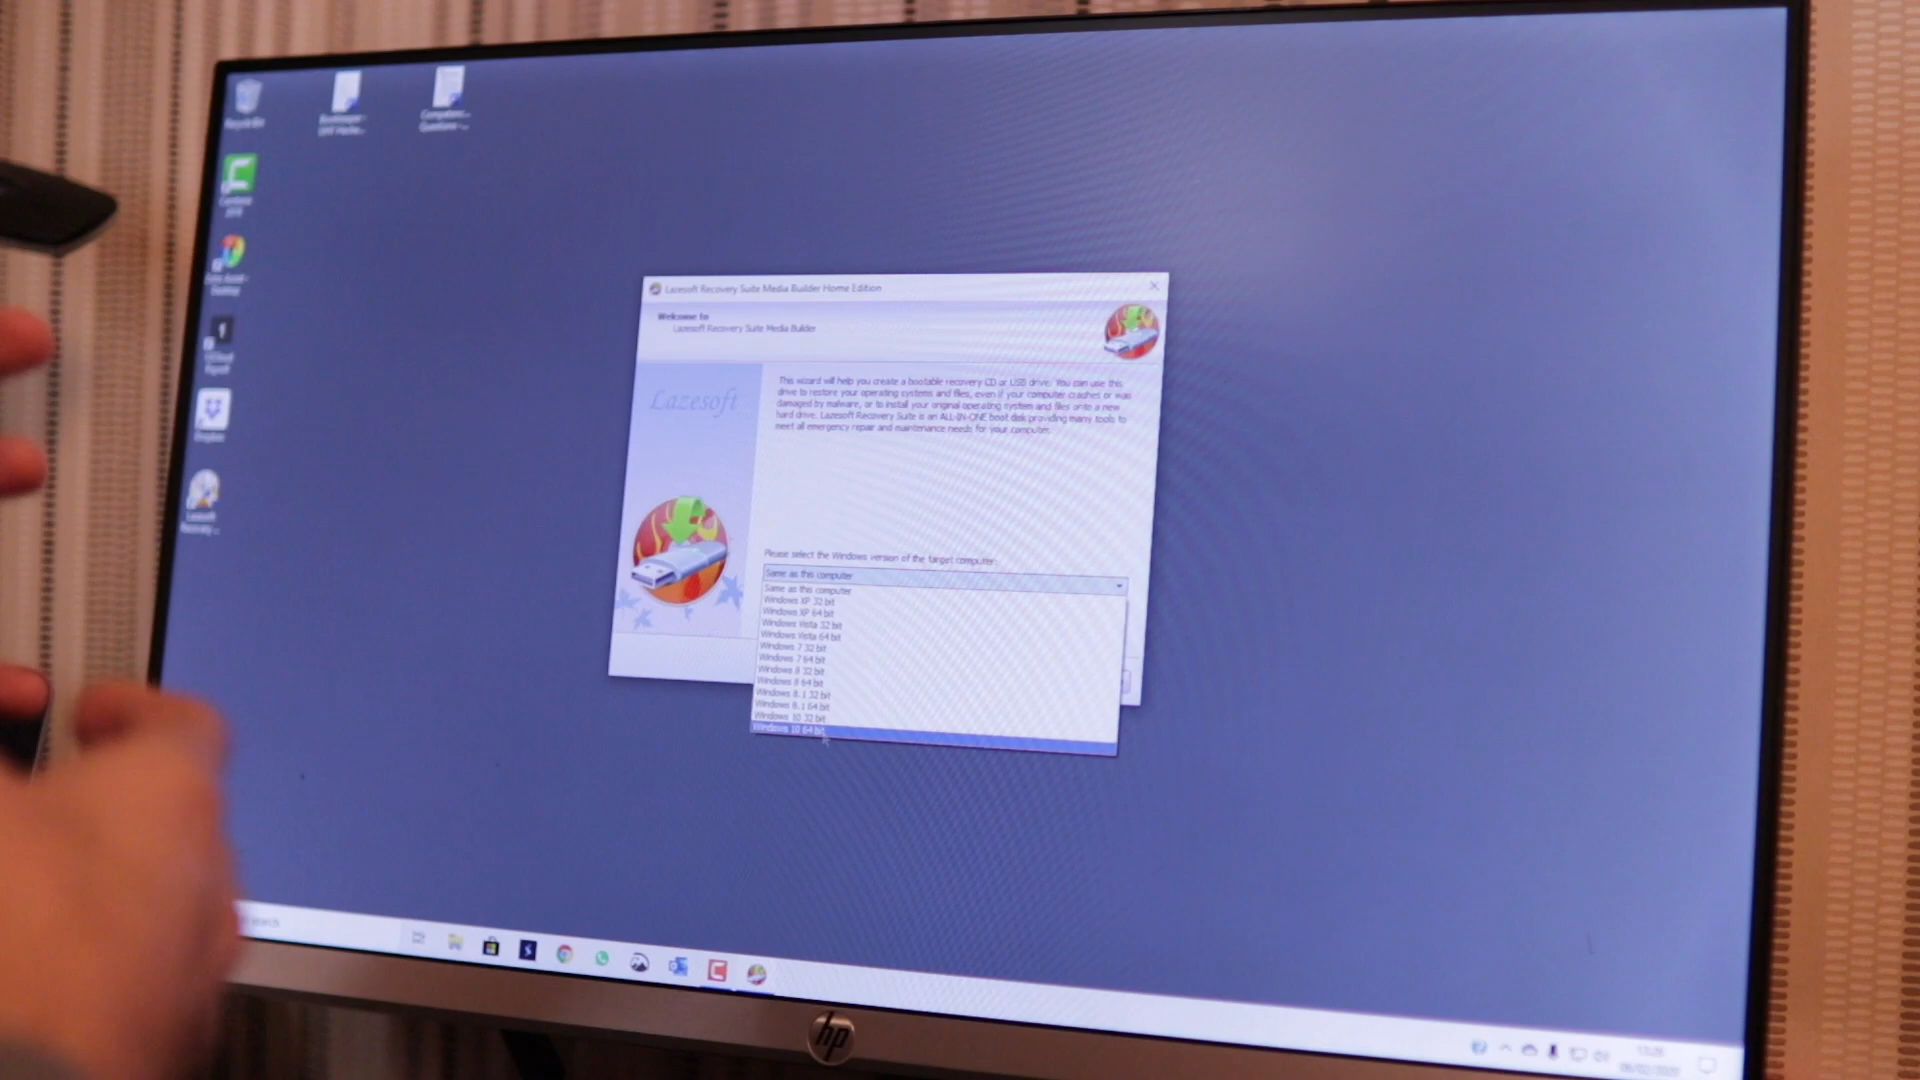 Recycle Bin
Dropbox
Lazesoft
Recovery ...
Lazesoft Recovery Suite Media Builder Home Edition
Welcome to
Lazesoft Recovery Suite Media Builder
Lazesoft
This wizard will help you create a bootable recovery CD or USB drive. You can use this
drive to restore your operating systems and files, even if your computer crashes or was
damaged by malware, or to install your original operating system and files onto a new
hard drive. Lazesoft Recovery Suite is an ALL-IN-ONE boot disk providing many tools to
meet all emergency repair and maintenance needs for your computer.
Please select the Windows version of the target computer:
Same as this computer
Same as this computer
Windows XP 32 bit
Windows XP 64 bit
Windows Vista 32 bit
Windows Vista 64 bit
Windows 7 32 bit
Windows 7 64 bit
Windows 8 32 bit
Windows 8 64 bit
Windows 8.1 32 bit
Windows 8.1 64 bit
Windows 10 32 bit
Windows 10 64 bit
search
hp